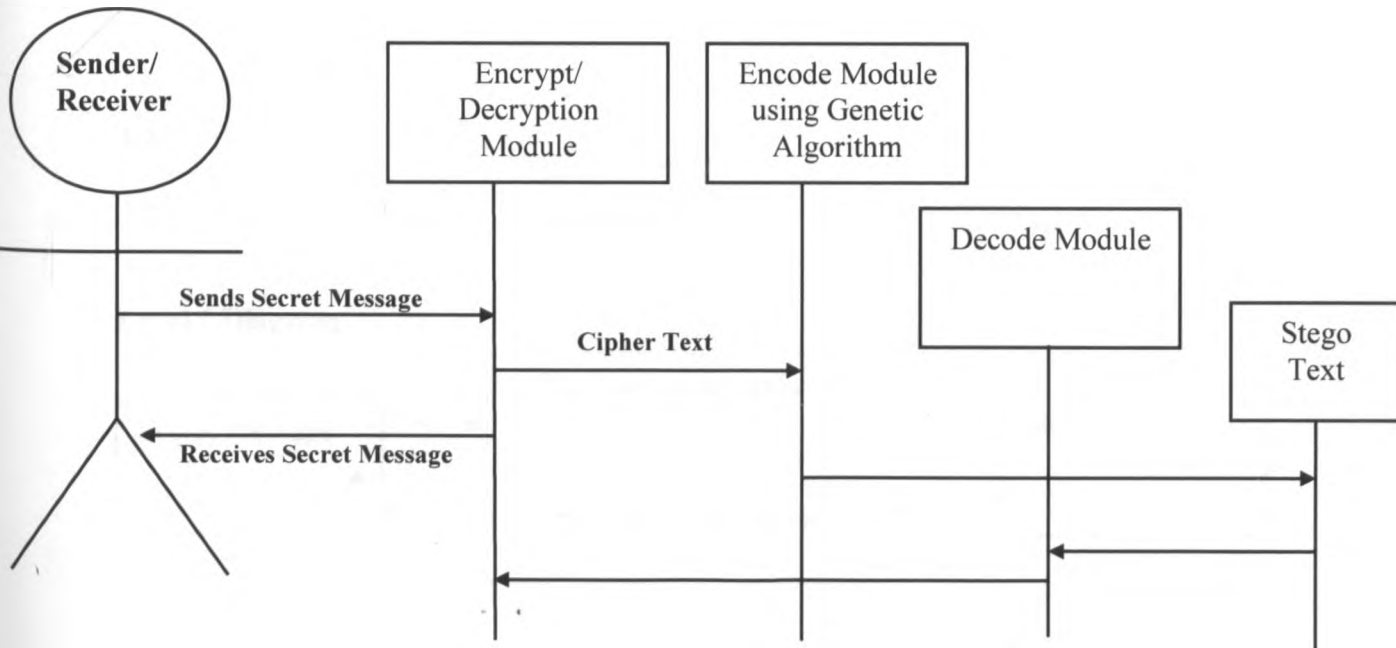 Sender/
Receiver
Encrypt/
Decryption
Module
Encode Module
using Genetic
Algorithm
Decode Module
Stego
Text
Sends Secret Message
Cipher Text
Receives Secret Message